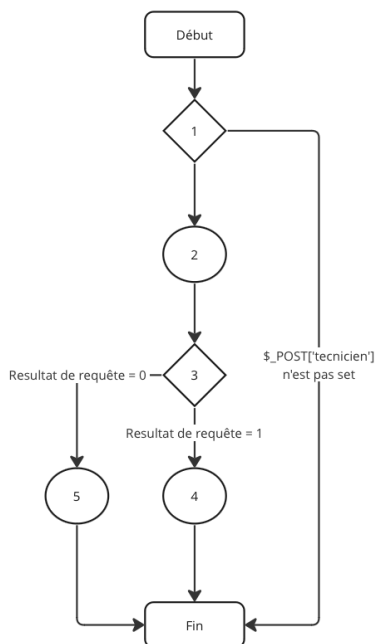 Début
1
2
$_POST['tecnicien']
n'est pas set
Resultat de requête = 0
3
Resultat de requête = 1
5
4
Fin